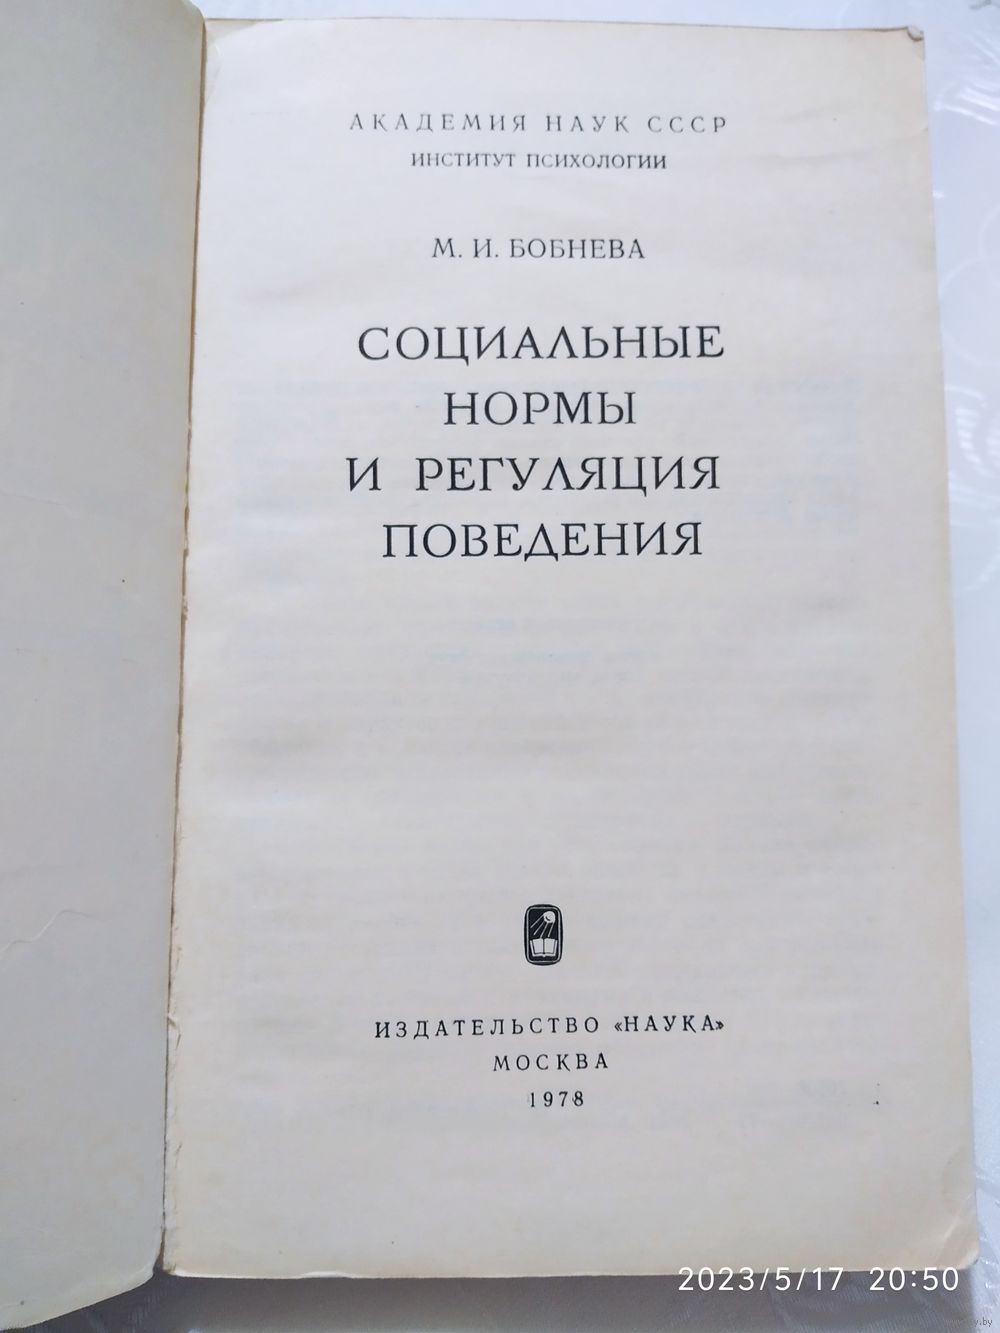 АКАДЕМИЯ НАУК СССР
ИНСТИТУТ ПСИХОЛОГИИ
М. И. БОБНЕВА
СОЦИАЛЬНЫЕ
НОРМЫ
И РЕГУЛЯЦИЯ
ПОВЕДЕНИЯ
ИЗДАТЕЛЬСТВО «НАУКА»
МОСКВА
1978
2023/5/17 20:50